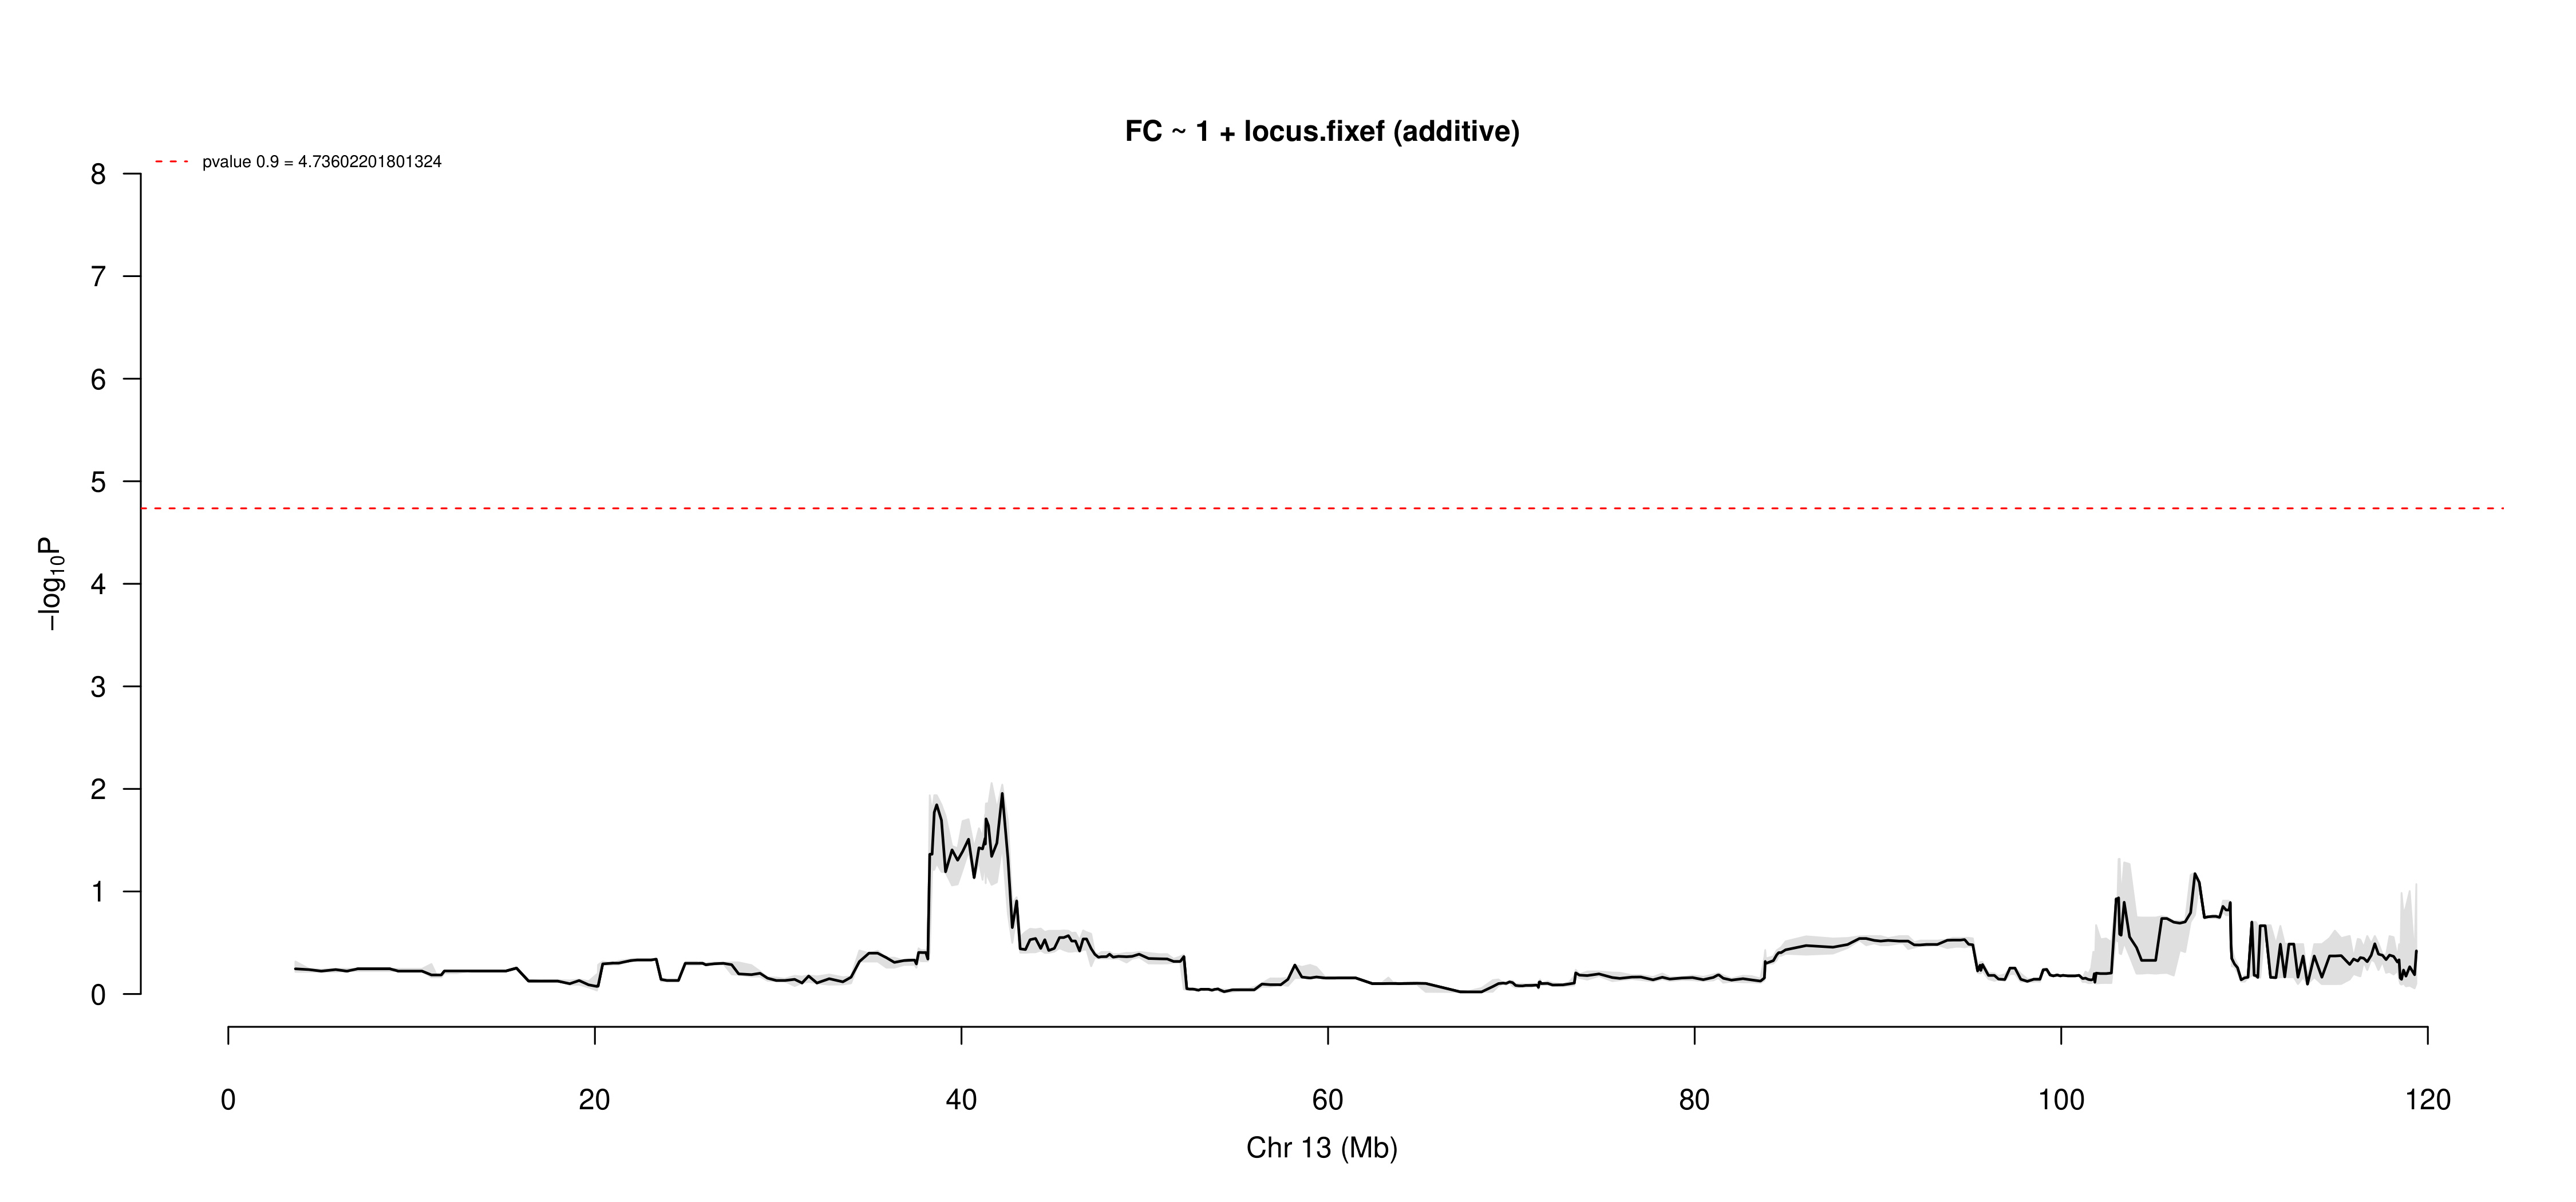 FC ~ 1 + locus.fixef (additive)
pvalue 0.9 = 4.73602201801324
8
7
6
5
4
3
2
1
0
−log10P
0 20 40 60 80 100 120
Chr 13 (Mb)